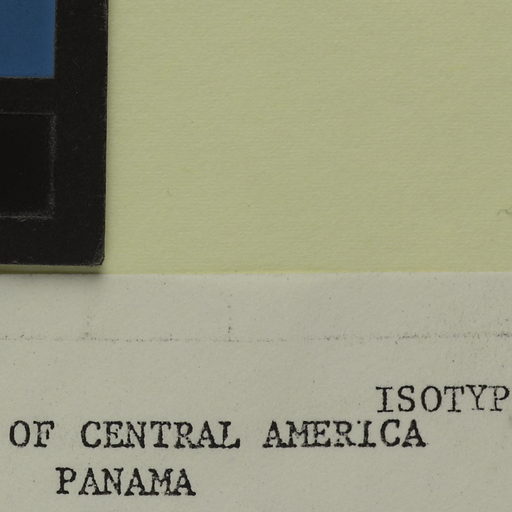 ISOTYP
OF CENTRAL AMERICA
PANAMA